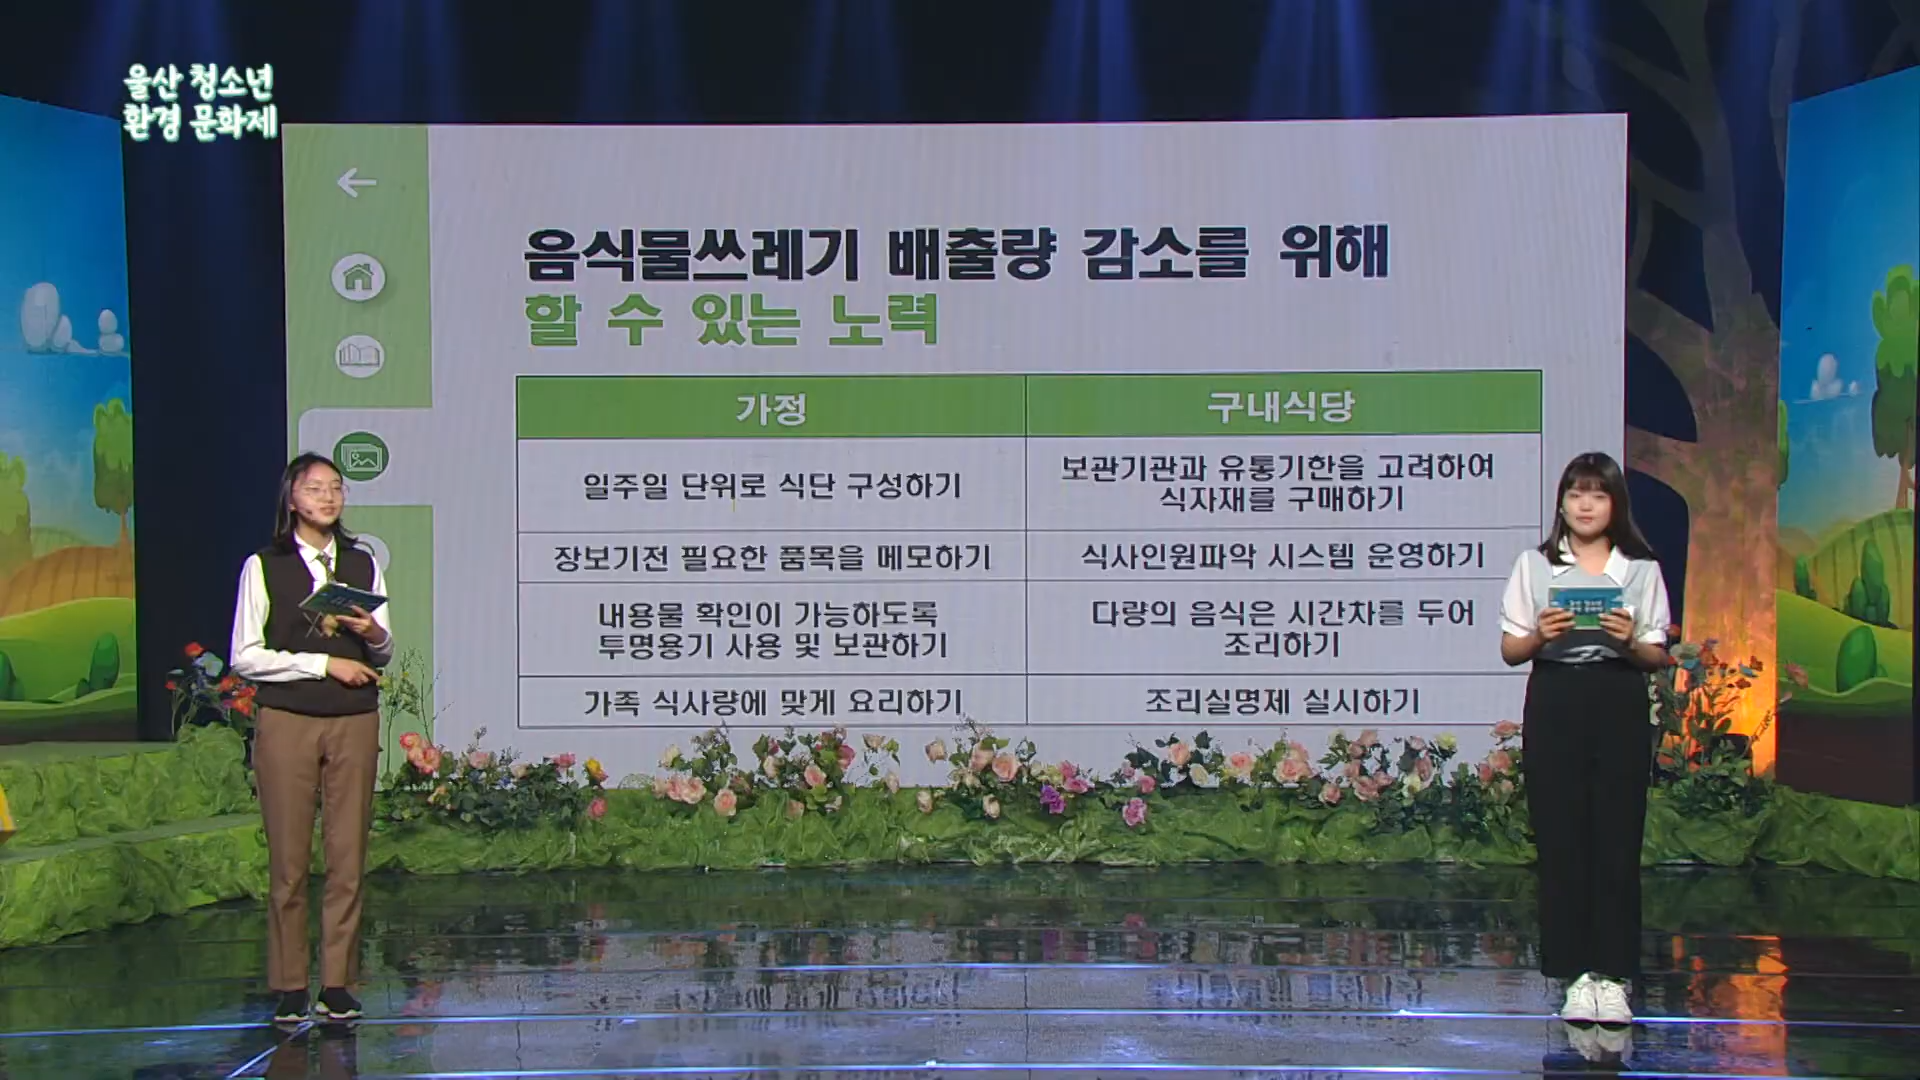 울산 청소년
환경 문화제
음식물쓰레기 배출량 감소를 위해
할 수 있는 노력
가정
구내식당
일주일 단위로 식단 구성하기
보관기관과 유통기한을 고려하여
식자재를 구매하기
장보기전 필요한 품목을 메모하기
식사인원파악 시스템 운영하기
내용물 확인이 가능하도록
투명용기 사용 및 보관하기
다량의 음식은 시간차를 두어
조리하기
가족 식사량에 맞게 요리하기
조리실명제 실시하기